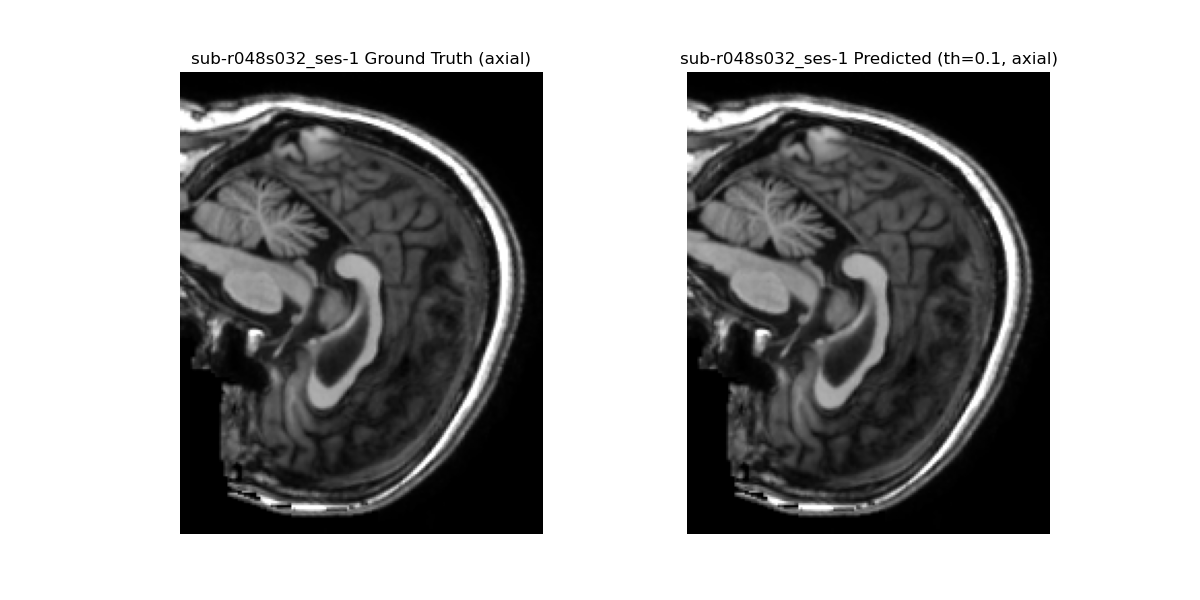 sub-r048s032_ses-1 Ground Truth (axial)
sub-r048s032_ses-1 Predicted (th=0.1, axial)